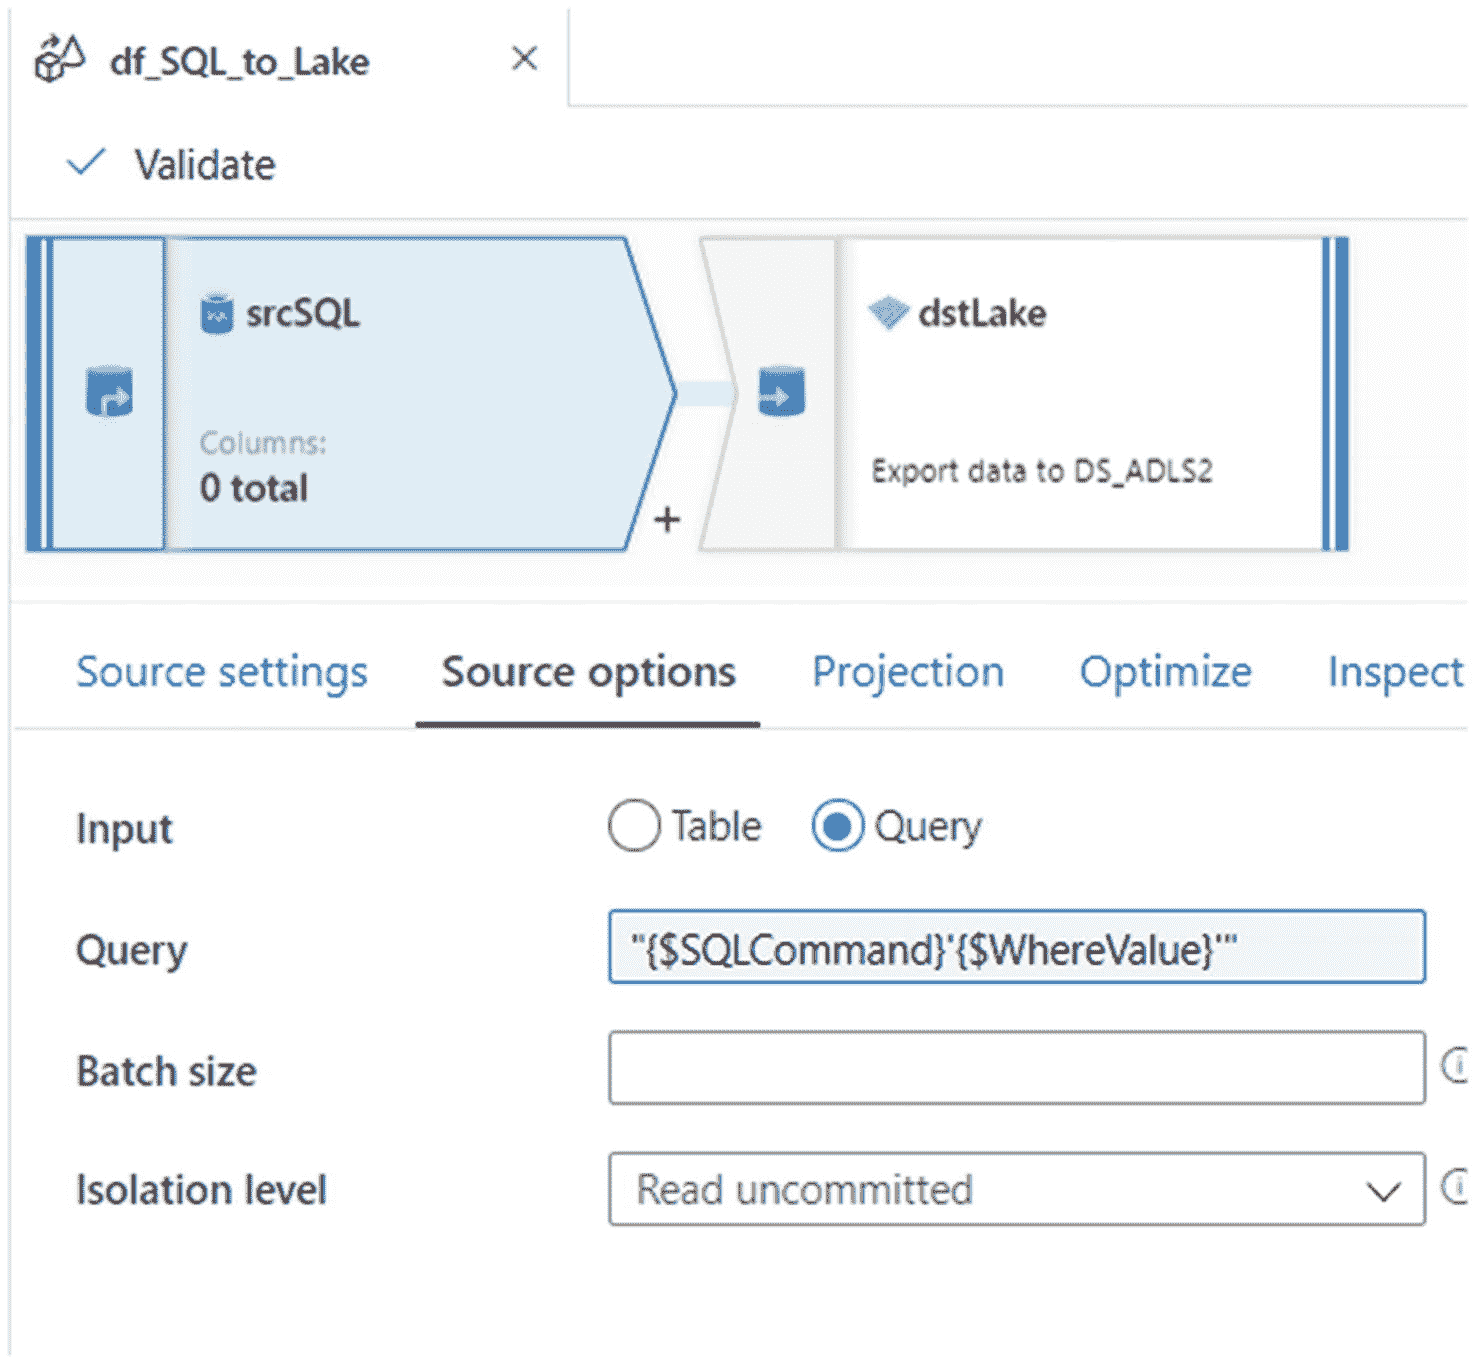 df_SQL_to_Lake
Validate
srcSQL
Columns:
0 total
+
dstLake
Export data to DS_ADLS2
Source settings Source options Projection Optimize Inspect
Input Table Query
Query "{$SQLCommand}'{$WhereValue}'"
Batch size
Isolation level Read uncommitted